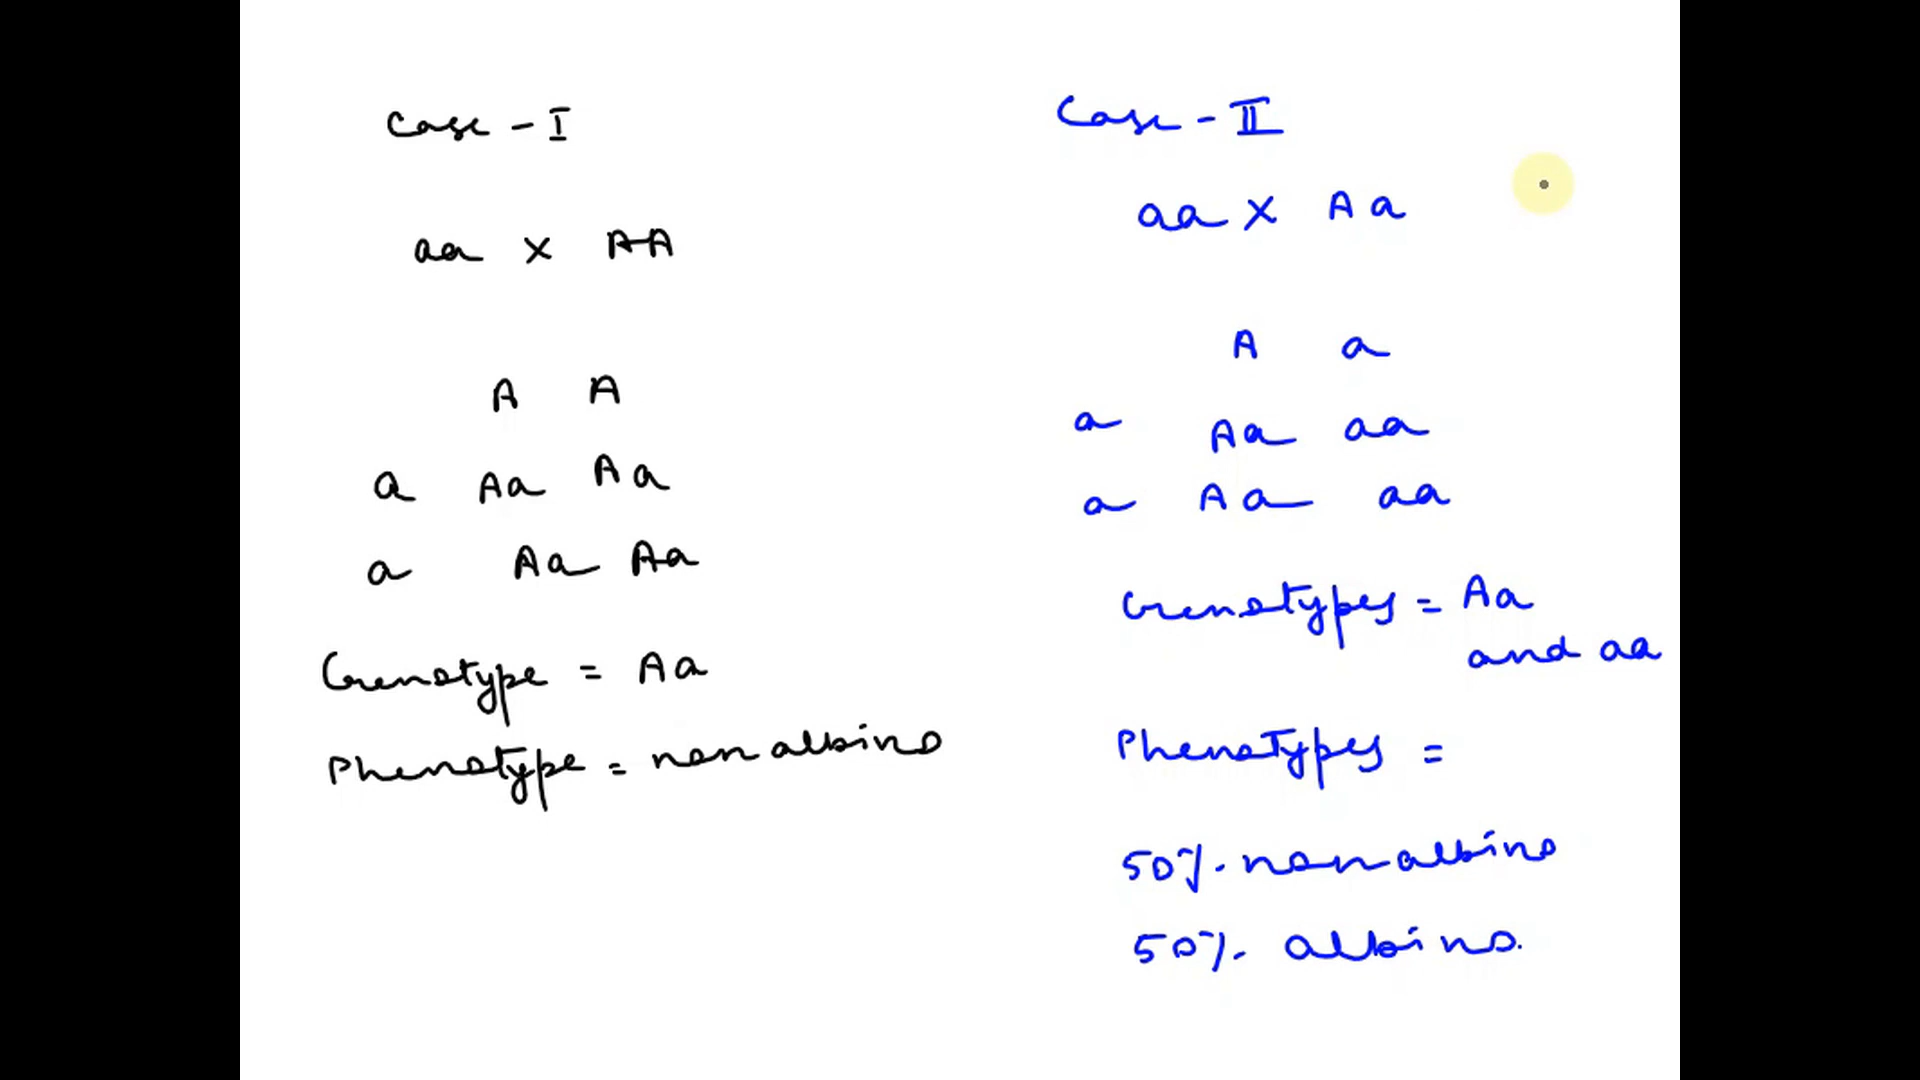 Case - I
aa x AA
A A
a Aa Aa
a Aa Aa
Genotype = Aa
Phenotype = non albino
Case - II
aa x Aa
A a
a Aa aa
a Aa aa
Genotypes = Aa
and aa
Phenotypes =
50% non albino
50% albino.